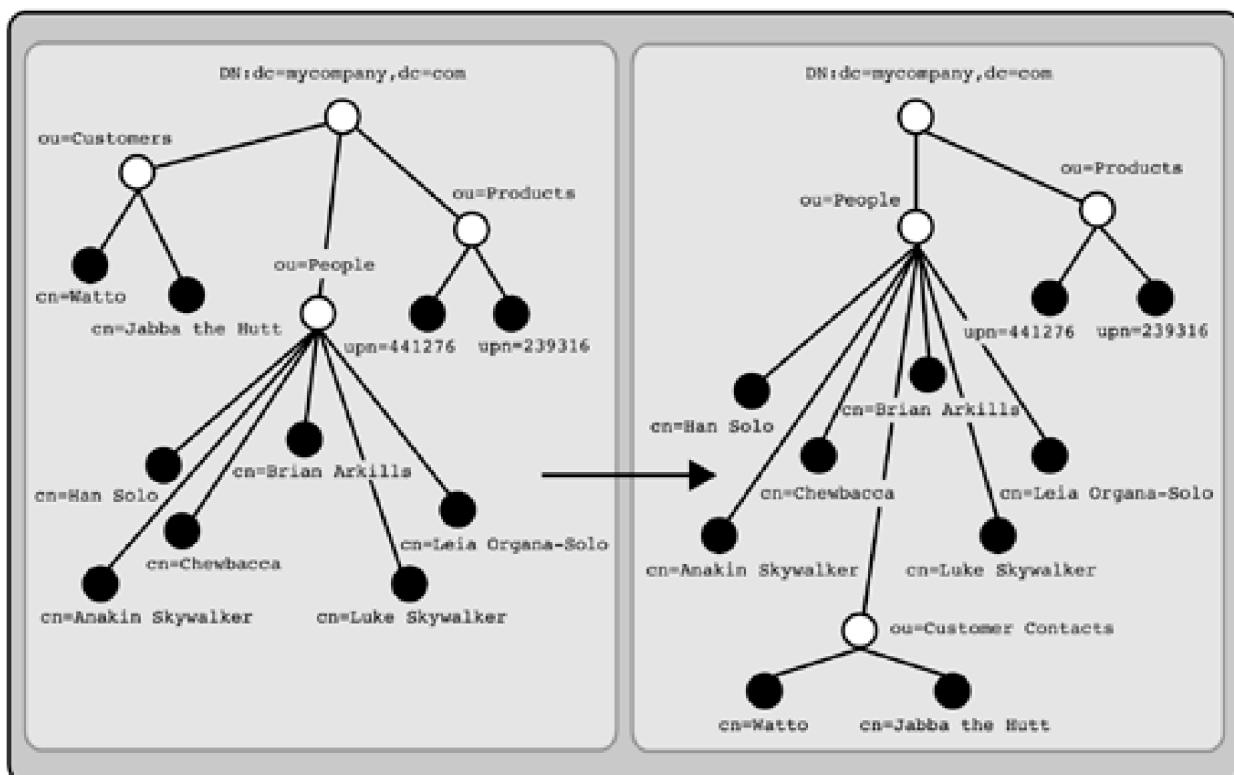 DN:dc=mycompany,dc=com
ou=Customers
ou=Products
ou=People
cn=Watto
cn=Jabba the Hutt
upn=441276
upn=239316
cn=Brian Arkills
cn=Han Solo
cn=Leia Organa-Solo
cn=Chewbacca
cn=Anakin Skywalker
cn=Luke Skywalker
DN:dc=mycompany,dc=com
ou=Products
ou=People
upn=441276
upn=239316
cn=Brian Arkills
cn=Han Solo
cn=Chewbacca
cn=Leia Organa-Solo
cn=Anakin Skywalker
cn=Luke Skywalker
ou=Customer Contacts
cn=Watto
cn=Jabba the Hutt